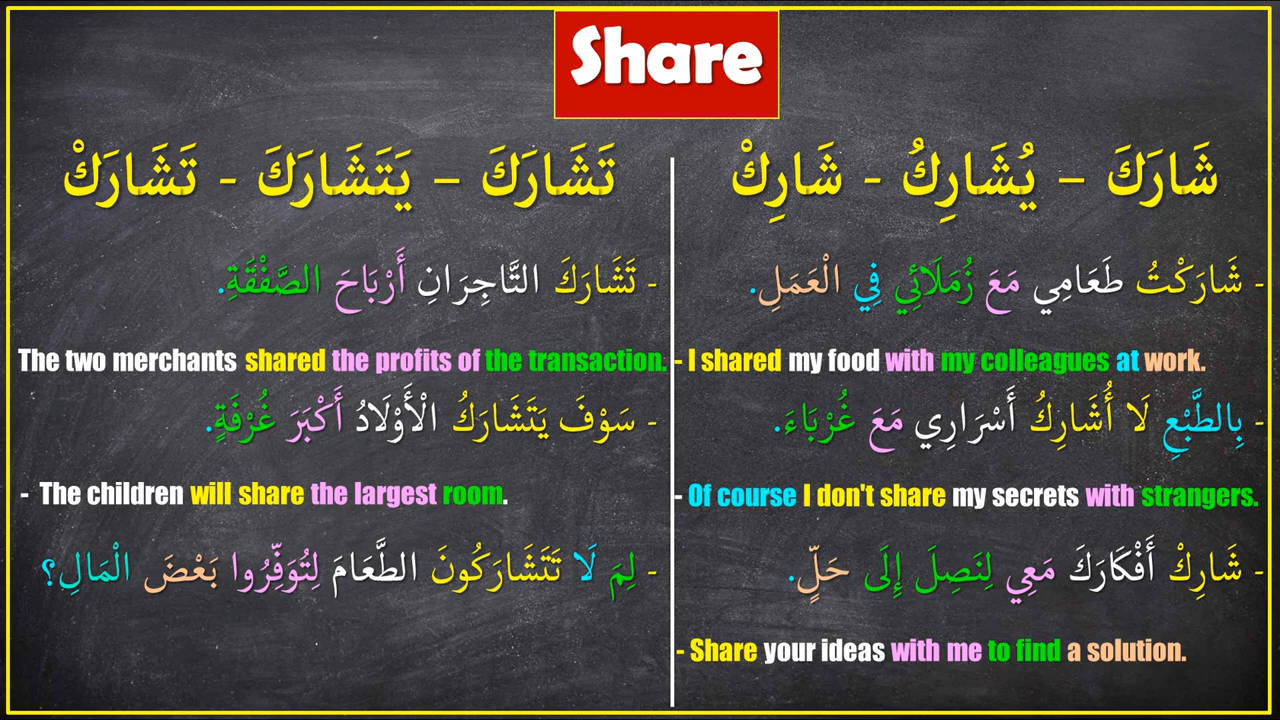 Share
شَارَكَ – يُشَارِكُ - شَارِكْ
- شَارَكْتُ طَعَامِي مَعَ زُمَلَائِي فِي الْعَمَلِ.
- I shared my food with my colleagues at work.
- بِالطَّبْعِ لَا أُشَارِكُ أَسْرَارِي مَعَ غُرْبَاءَ.
- Of course I don't share my secrets with strangers.
- شَارِكْ أَفْكَارَكَ مَعِي لِنَصِلَ إِلَى حَلٍّ.
- Share your ideas with me to find a solution.
تَشَارَكَ – يَتَشَارَكَ - تَشَارَكْ
- تَشَارَكَ التَّاجِرَانِ أَرْبَاحَ الصَّفْقَةِ.
The two merchants shared the profits of the transaction.
- سَوْفَ يَتَشَارَكُ الْأَوْلَادُ أَكْبَرَ غُرْفَةٍ.
- The children will share the largest room.
- لِمَ لَا تَتَشَارَكُونَ الطَّعَامَ لِتُوَفِّرُوا بَعْضَ الْمَالِ؟